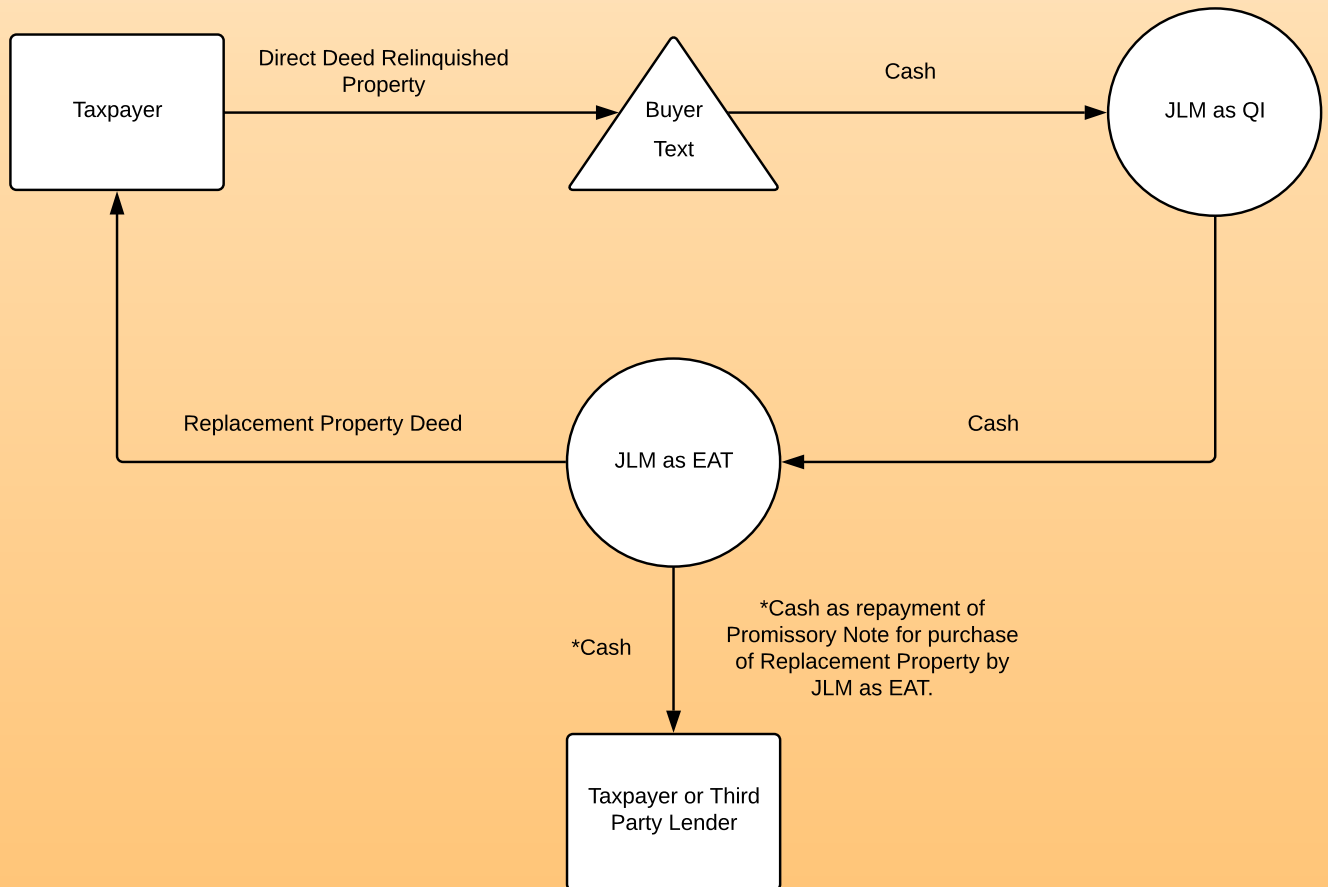 Direct Deed Relinquished
Property
Cash
Taxpayer
Buyer
Text
JLM as QI
Replacement Property Deed
Cash
JLM as EAT
*Cash
*Cash as repayment of
Promissory Note for purchase
of Replacement Property by
JLM as EAT.
Taxpayer or Third
Party Lender